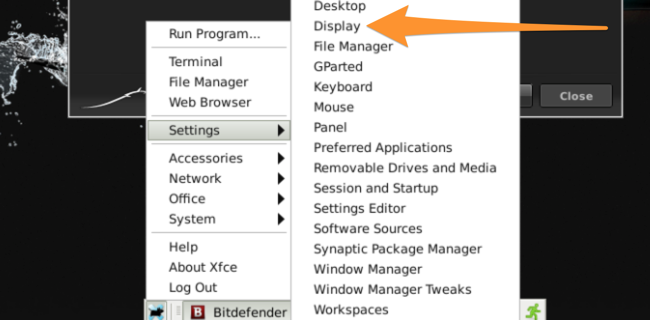 Run Program...
Terminal
File Manager
Web Browser
Settings
Accessories
Network
Office
System
Help
About Xfce
Log Out
Bitdefender
Desktop
Display
File Manager
GParted
Keyboard
Mouse
Panel
Preferred Applications
Removable Drives and Media
Session and Startup
Settings Editor
Software Sources
Synaptic Package Manager
Window Manager
Window Manager Tweaks
Workspaces
Close